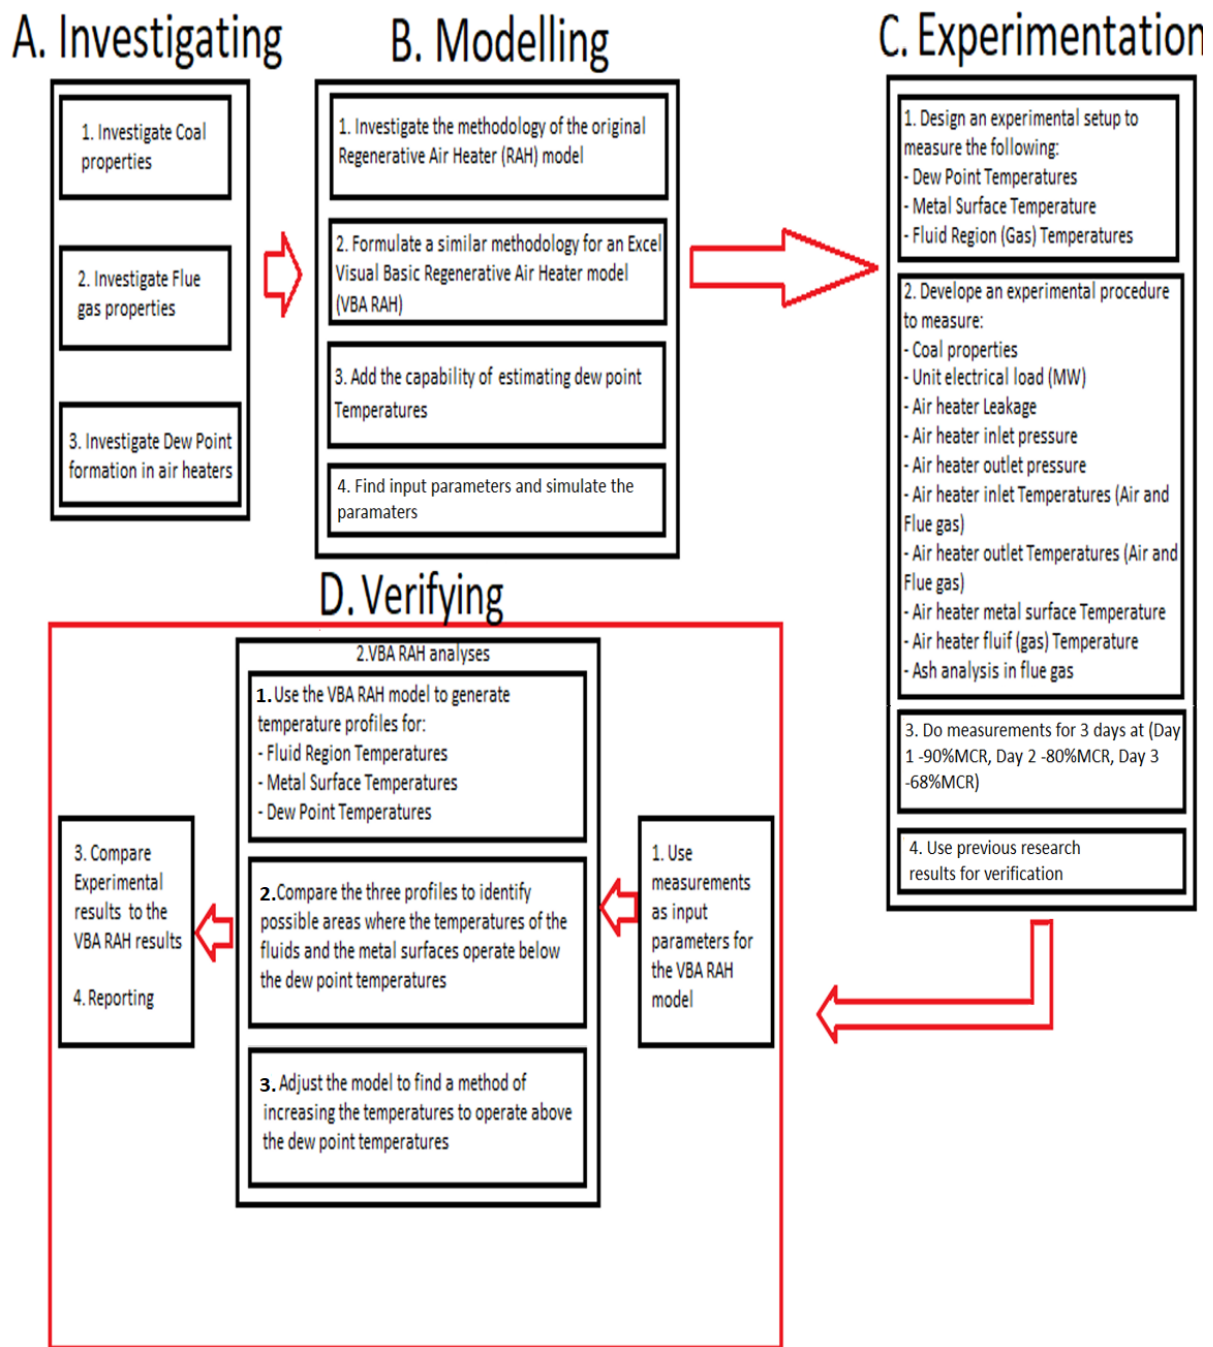 A. Investigating
1. Investigate Coal
properties
2. Investigate Flue
gas properties
3. Investigate Dew Point
formation in air heaters
B. Modelling
1. Investigate the methodology of the original
Regenerative Air Heater (RAH) model
2. Formulate a similar methodology for an Excel
Visual Basic Regenerative Air Heater model
(VBA RAH)
3. Add the capability of estimating dew point
Temperatures
4. Find input parameters and simulate the
paramaters
C. Experimentation
1. Design an experimental setup to
measure the following:
- Dew Point Temperatures
- Metal Surface Temperature
- Fluid Region (Gas) Temperatures
2. Develope an experimental procedure
to measure:
- Coal properties
- Unit electrical load (MW)
- Air heater Leakage
- Air heater inlet pressure
- Air heater outlet pressure
- Air heater inlet Temperatures (Air and
Flue gas)
- Air heater outlet Temperatures (Air and
Flue gas)
- Air heater metal surface Temperature
- Air heater fluif (gas) Temperature
- Ash analysis in flue gas
3. Do measurements for 3 days at (Day
1 -90%MCR, Day 2 -80%MCR, Day 3
-68%MCR)
4. Use previous research
results for verification
D. Verifying
1. Use
measurements
as input
parameters for
the VBA RAH
model
2.VBA RAH analyses
1. Use the VBA RAH model to generate
temperature profiles for:
- Fluid Region Temperatures
- Metal Surface Temperatures
- Dew Point Temperatures
2. Compare the three profiles to identify
possible areas where the temperatures of the
fluids and the metal surfaces operate below
the dew point temperatures
3. Adjust the model to find a method of
increasing the temperatures to operate above
the dew point temperatures
3. Compare
Experimental
results to the
VBA RAH results
4. Reporting